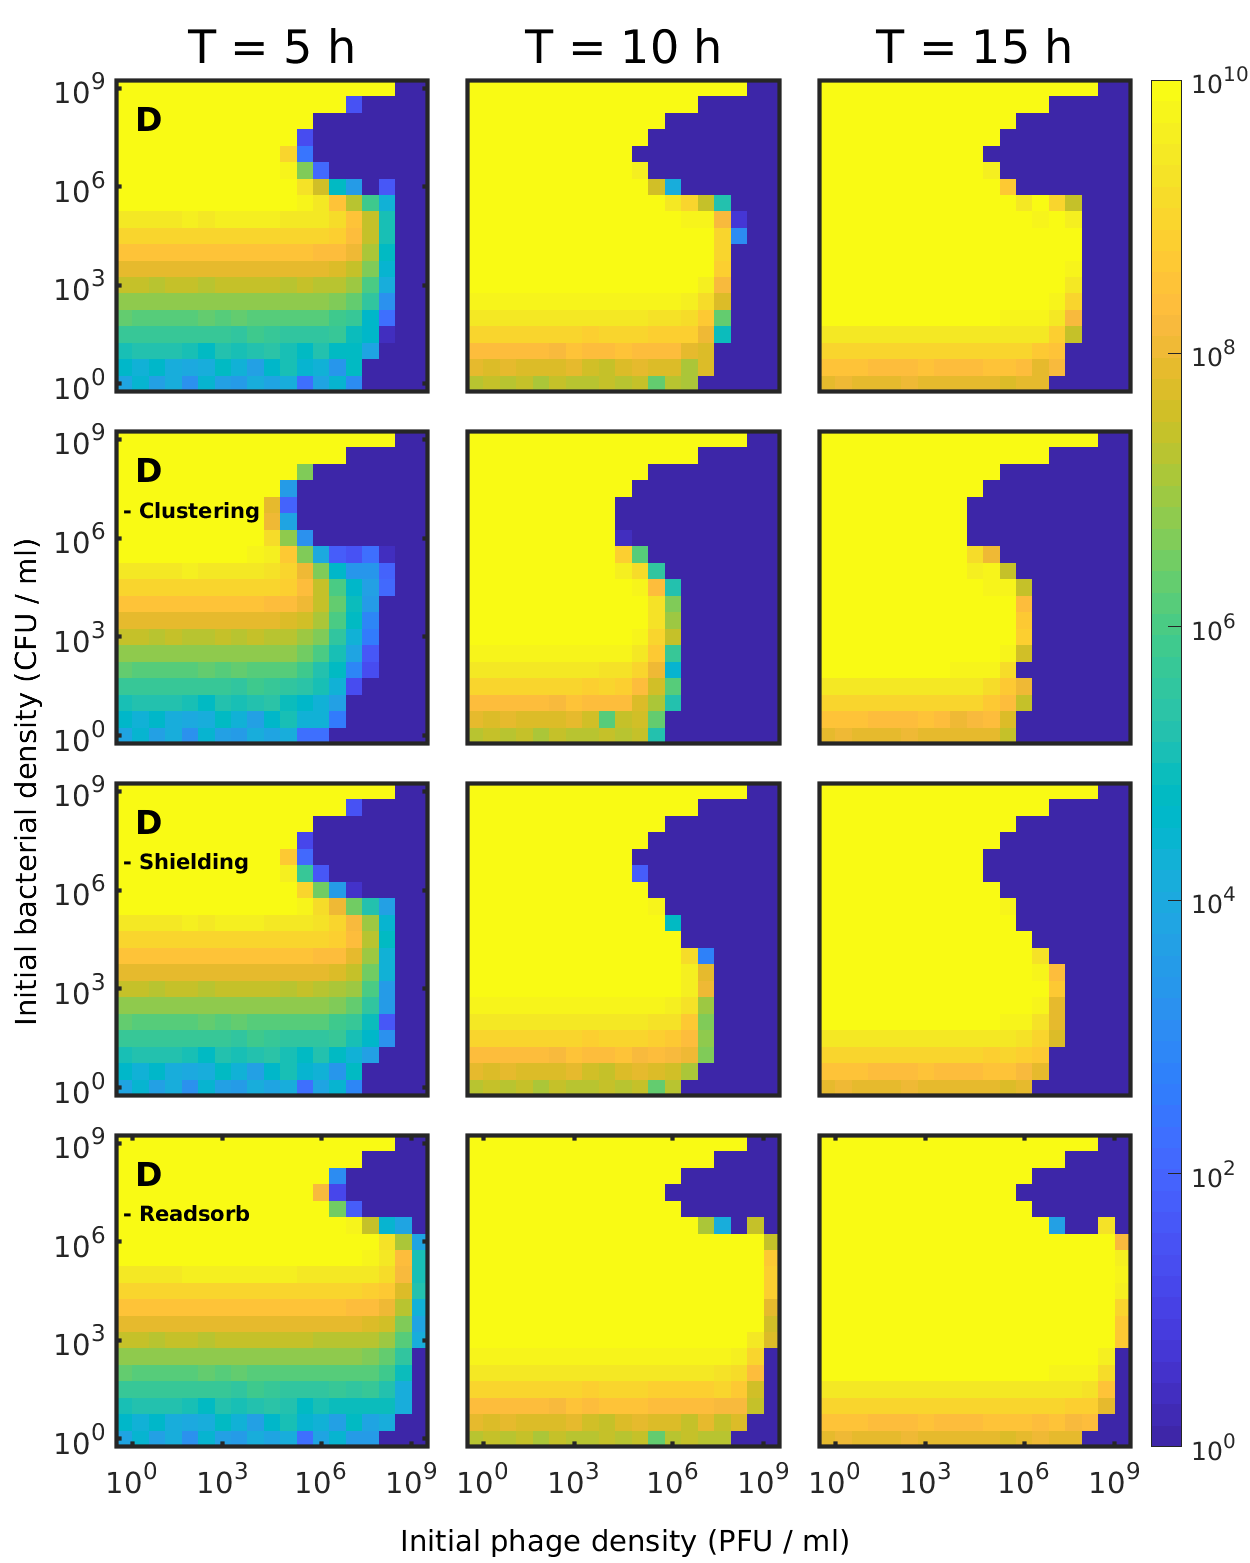 T = 5 h T = 10 h T = 15 h
10^9 D 10^10
10^6
10^3 10^8
10^0
10^9 D
- Clustering
10^6
10^3 10^6
10^0
10^9 D
- Shielding
10^6 10^4
10^3
10^0
10^9 D
- Readsorb 10^2
10^6
10^3
10^0 10^0
10^0 10^3 10^6 10^9 10^0 10^3 10^6 10^9 10^0 10^3 10^6 10^9
Initial bacterial density (CFU / ml)
Initial phage density (PFU / ml)